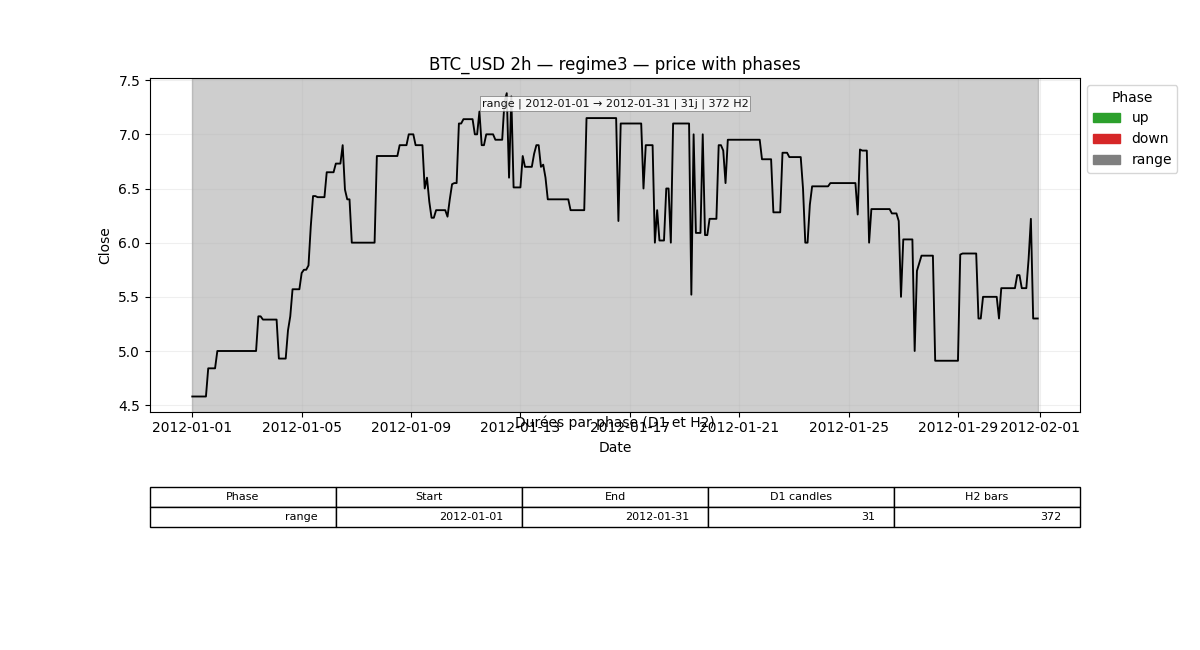 BTC_USD 2h — regime3 — price with phases
7.5
7.0
6.5
6.0
5.5
5.0
4.5
Close
range | 2012-01-01 → 2012-01-31 | 31j | 372 H2
Phase
up
down
range
2012-01-01 2012-01-05 2012-01-09 2012-01-13 2012-01-17 2012-01-21 2012-01-25 2012-01-29 2012-02-01
Durées par phase (D1 et H2)
Date
Phase Start End D1 candles H2 bars
range 2012-01-01 2012-01-31 31 372